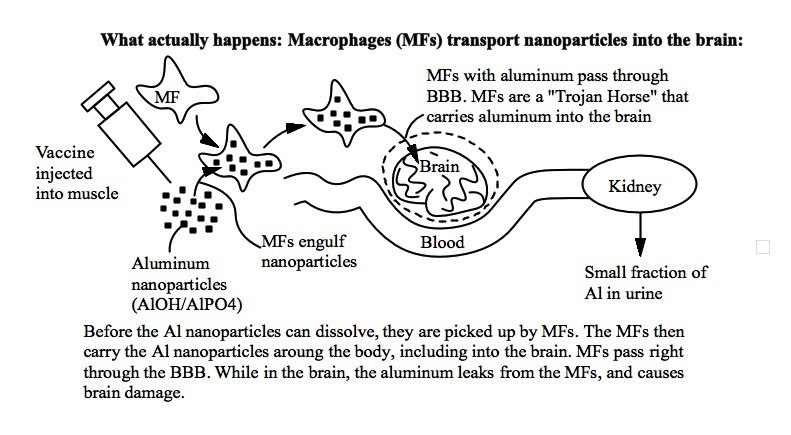 What actually happens: Macrophages (MFs) transport nanoparticles into the brain:
MFs with aluminum pass through
BBB. MFs are a "Trojan Horse" that
carries aluminum into the brain
MF
Vaccine
injected
into muscle
Brain
Kidney
Blood
MFs engulf
nanoparticles
Aluminum
nanoparticles
(AlOH/AlPO4)
Small fraction of
Al in urine
Before the Al nanoparticles can dissolve, they are picked up by MFs. The MFs then
carry the Al nanoparticles aroung the body, including into the brain. MFs pass right
through the BBB. While in the brain, the aluminum leaks from the MFs, and causes
brain damage.